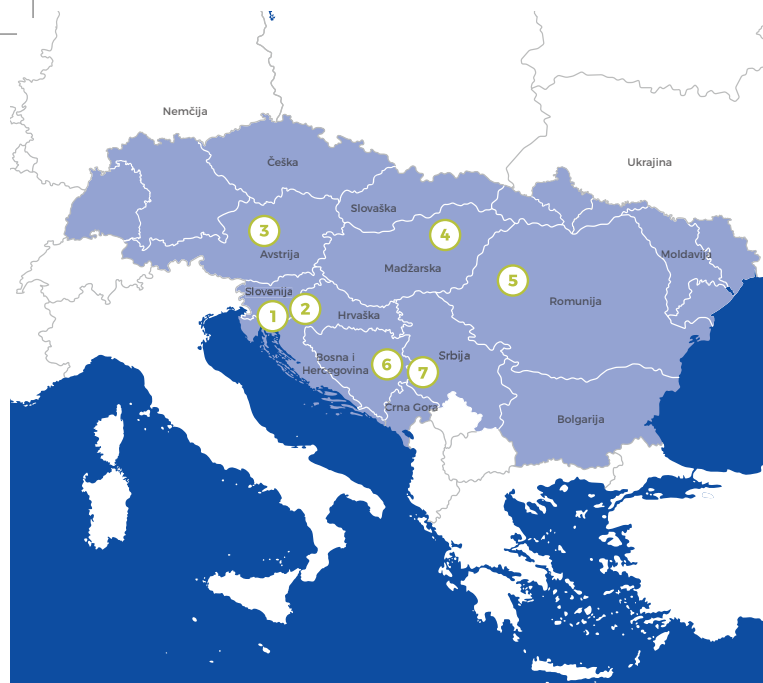 Nemčija
Češka
Ukrajina
Slovaška
3
4
Avstrija
Moldavija
Madžarska
5
Slovenija
Romunija
1
2
Hrvaška
Bosna i
Hercegovina
6
7
Srbija
Crna Gora
Bolgarija